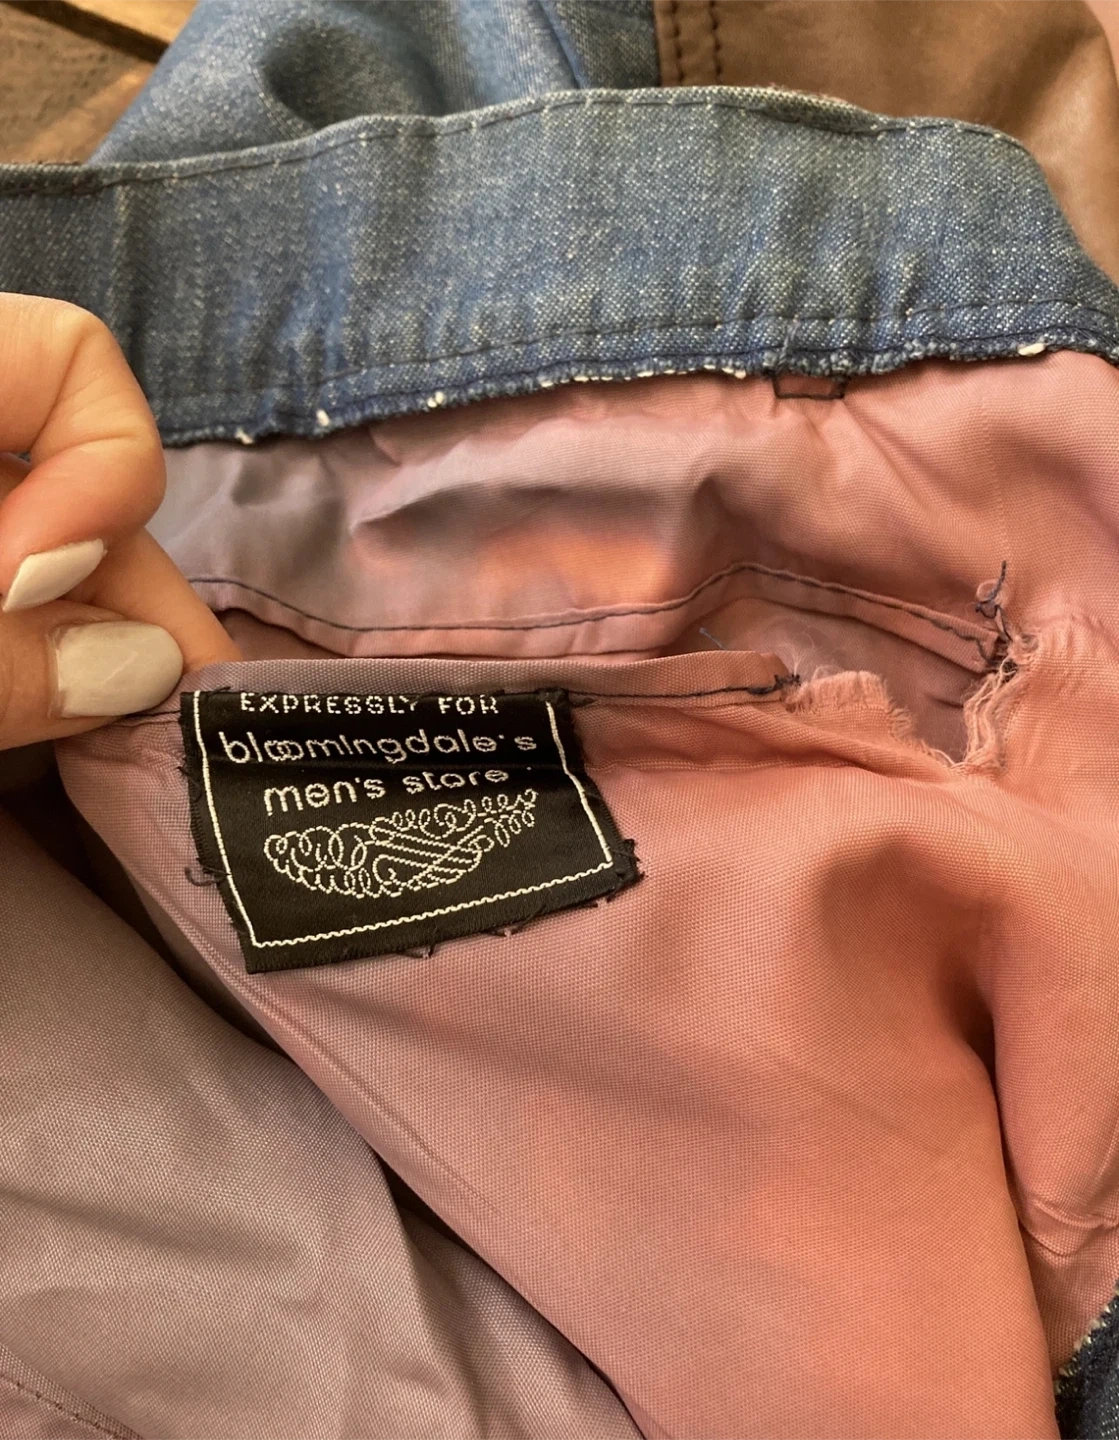 EXPRESSLY FOR
bloomingdale's
men's store